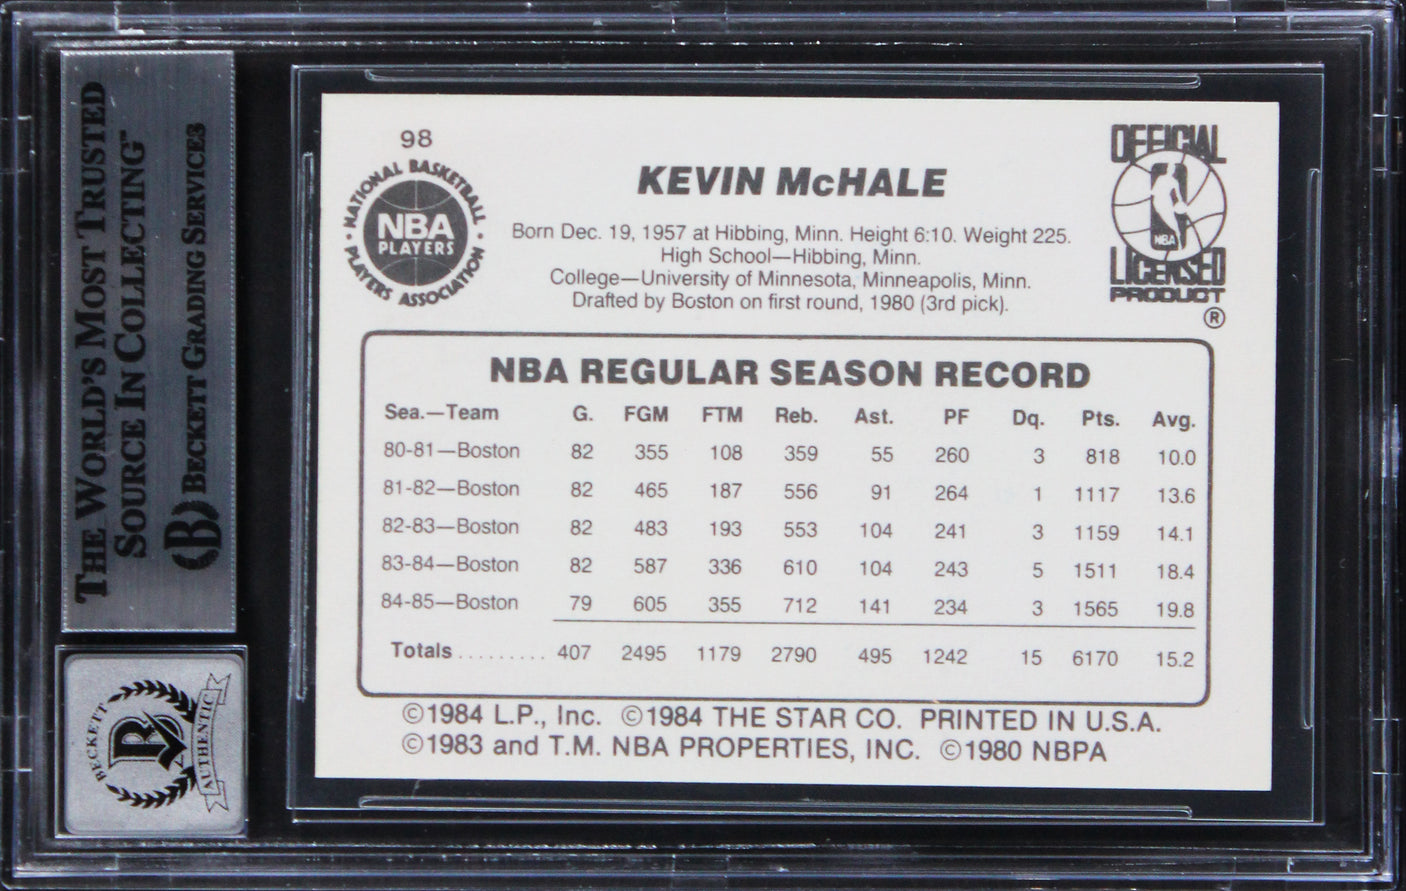 THE WORLD'S MOST TRUSTED
SOURCE IN COLLECTING™
BECKETT GRADING SERVICES
B
BECKETT
AUTHENTIC
98
NATIONAL BASKETBALL
NBA
PLAYERS
PLAYERS ASSOCIATION
KEVIN McHALE
Born Dec. 19, 1957 at Hibbing, Minn. Height 6:10. Weight 225.
High School—Hibbing, Minn.
College—University of Minnesota, Minneapolis, Minn.
Drafted by Boston on first round, 1980 (3rd pick).
OFFICIAL
NBA
LICENSED
PRODUCT
®
NBA REGULAR SEASON RECORD
Sea.—Team G. FGM FTM Reb. Ast. PF Dq. Pts. Avg.
80-81—Boston 82 355 108 359 55 260 3 818 10.0
81-82—Boston 82 465 187 556 91 264 1 1117 13.6
82-83—Boston 82 483 193 553 104 241 3 1159 14.1
83-84—Boston 82 587 336 610 104 243 5 1511 18.4
84-85—Boston 79 605 355 712 141 234 3 1565 19.8
Totals ......... 407 2495 1179 2790 495 1242 15 6170 15.2
©1984 L.P., Inc. ©1984 THE STAR CO. PRINTED IN U.S.A.
©1983 and T.M. NBA PROPERTIES, INC. ©1980 NBPA